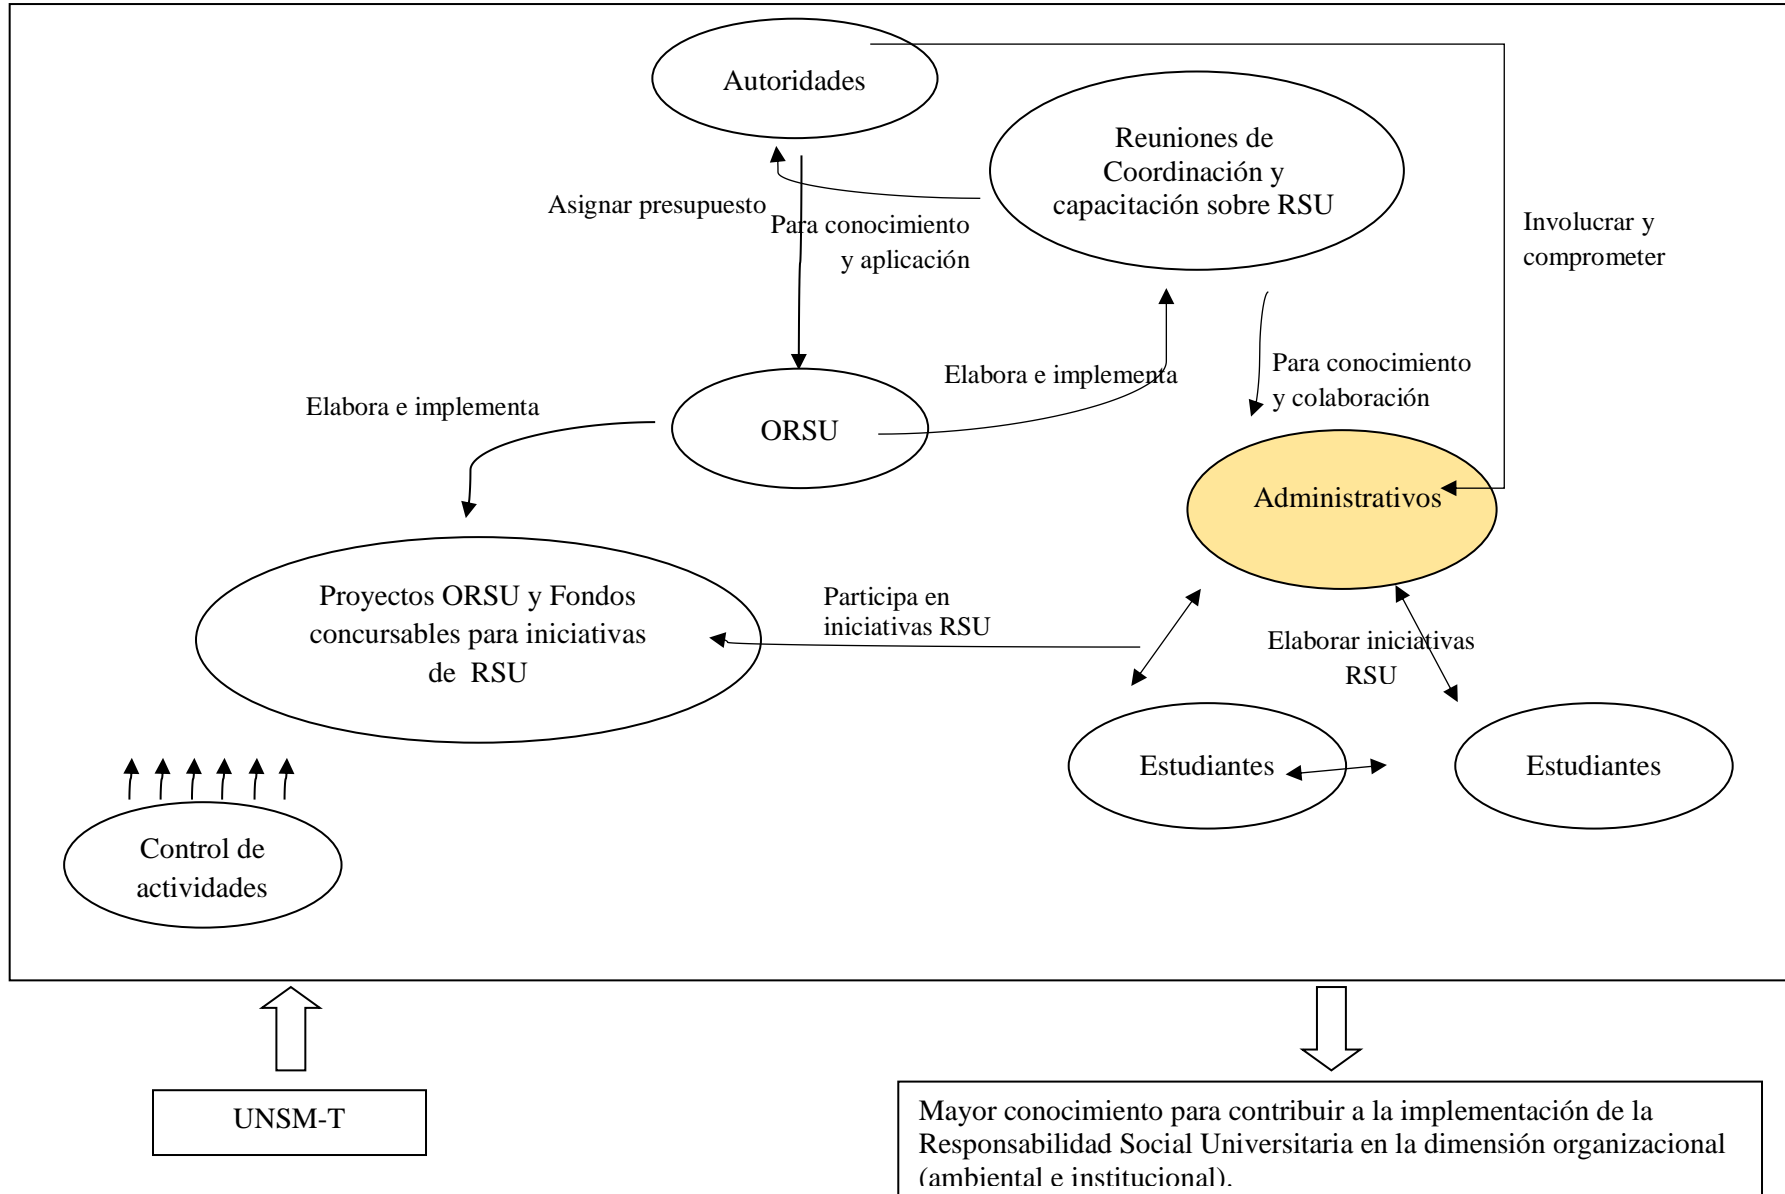 Autoridades
Reuniones de
Coordinación y
capacitación sobre RSU
Asignar presupuesto
Para conocimiento
y aplicación
Involucrar y
comprometer
Elabora e implementa
Elabora e implementa
Para conocimiento
y colaboración
ORSU
Administrativos
Proyectos ORSU y Fondos
concursables para iniciativas
de RSU
Participa en
iniciativas RSU
Elaborar iniciativas
RSU
Estudiantes
Estudiantes
Control de
actividades
UNSM-T
Mayor conocimiento para contribuir a la implementación de la
Responsabilidad Social Universitaria en la dimensión organizacional
(ambiental e institucional).